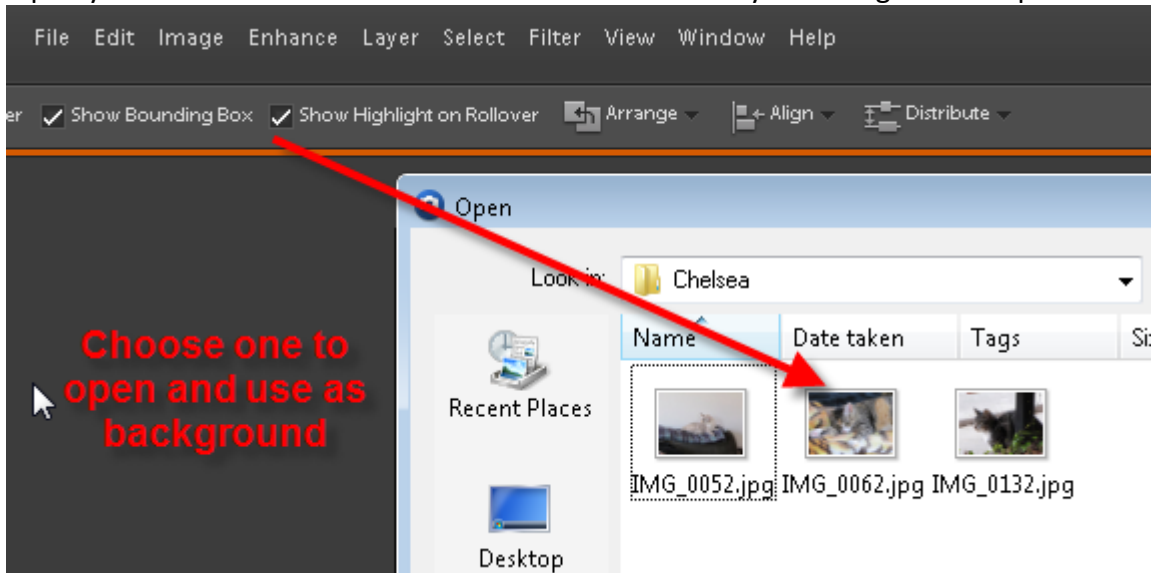 File Edit Image Enhance Layer Select Filter View Window Help
er Show Bounding Box Show Highlight on Rollover Arrange Align Distribute
Open
Look in: Chelsea
Name Date taken Tags
Choose one to
open and use as
background
Recent Places
IMG_0052.jpg IMG_0062.jpg IMG_0132.jpg
Desktop